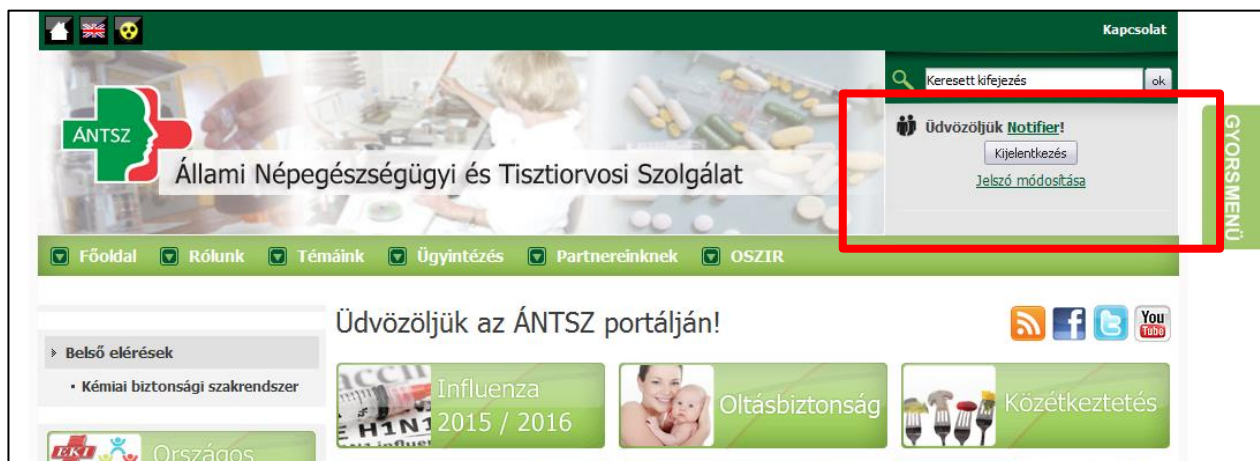 Kapcsolat
Keresett kifejezés
ok
ÁNTSZ
Állami Népegészségügyi és Tisztiorvosi Szolgálat
Üdvözöljük Notifier!
Kijelentkezés
Jelszó módosítása
GYORSMENÜ
Főoldal Rólunk Témáink Ügyintézés Partnereinknek OSZIR
Üdvözöljük az ÁNTSZ portálján!
You
Tube
Belső elérések
Kémiai biztonsági szakrendszer
Influenza
2015 / 2016
H1N1
Oltásbiztonság
Közétkeztetés
EKI
Országos